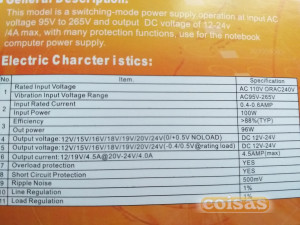 General Description:
This model is a switching-mode power supply operation at input AC
voltage 95V to 265V and output DC voltage of 12-24v
/4A max, with many protection functions, use for the notebook
computer power supply.
Electric Charcteristics:
No Item. Specification
1 Rated Input Voltage AC 110V ORAC240V
Vibration Input Voltage Range AC95V-265V
2 Input Rated Current 0.4-0.5AMP
Input Power 100W
3 Efficiency >88%(TYP)
Out power 96W
4 Output voltage:12V/15V/16V/18V/19V/20V/24V(0/+0.5V NOLOAD) DC 12V-24V
5 Output voltage:12V/15V/16V/18V/19V/20V/24V(-0.4/0.5V@rating load) DC 12V-24V
6 Output current:12/19V/4.5A@20V-24V/4.0A 4.5AMP(max)
7 Overload protection YES
8 Short Circuit Protection YES
9 Ripple Noise 500mV
10 Line Regulation 1%
11 Load Regulation 1%
coisas